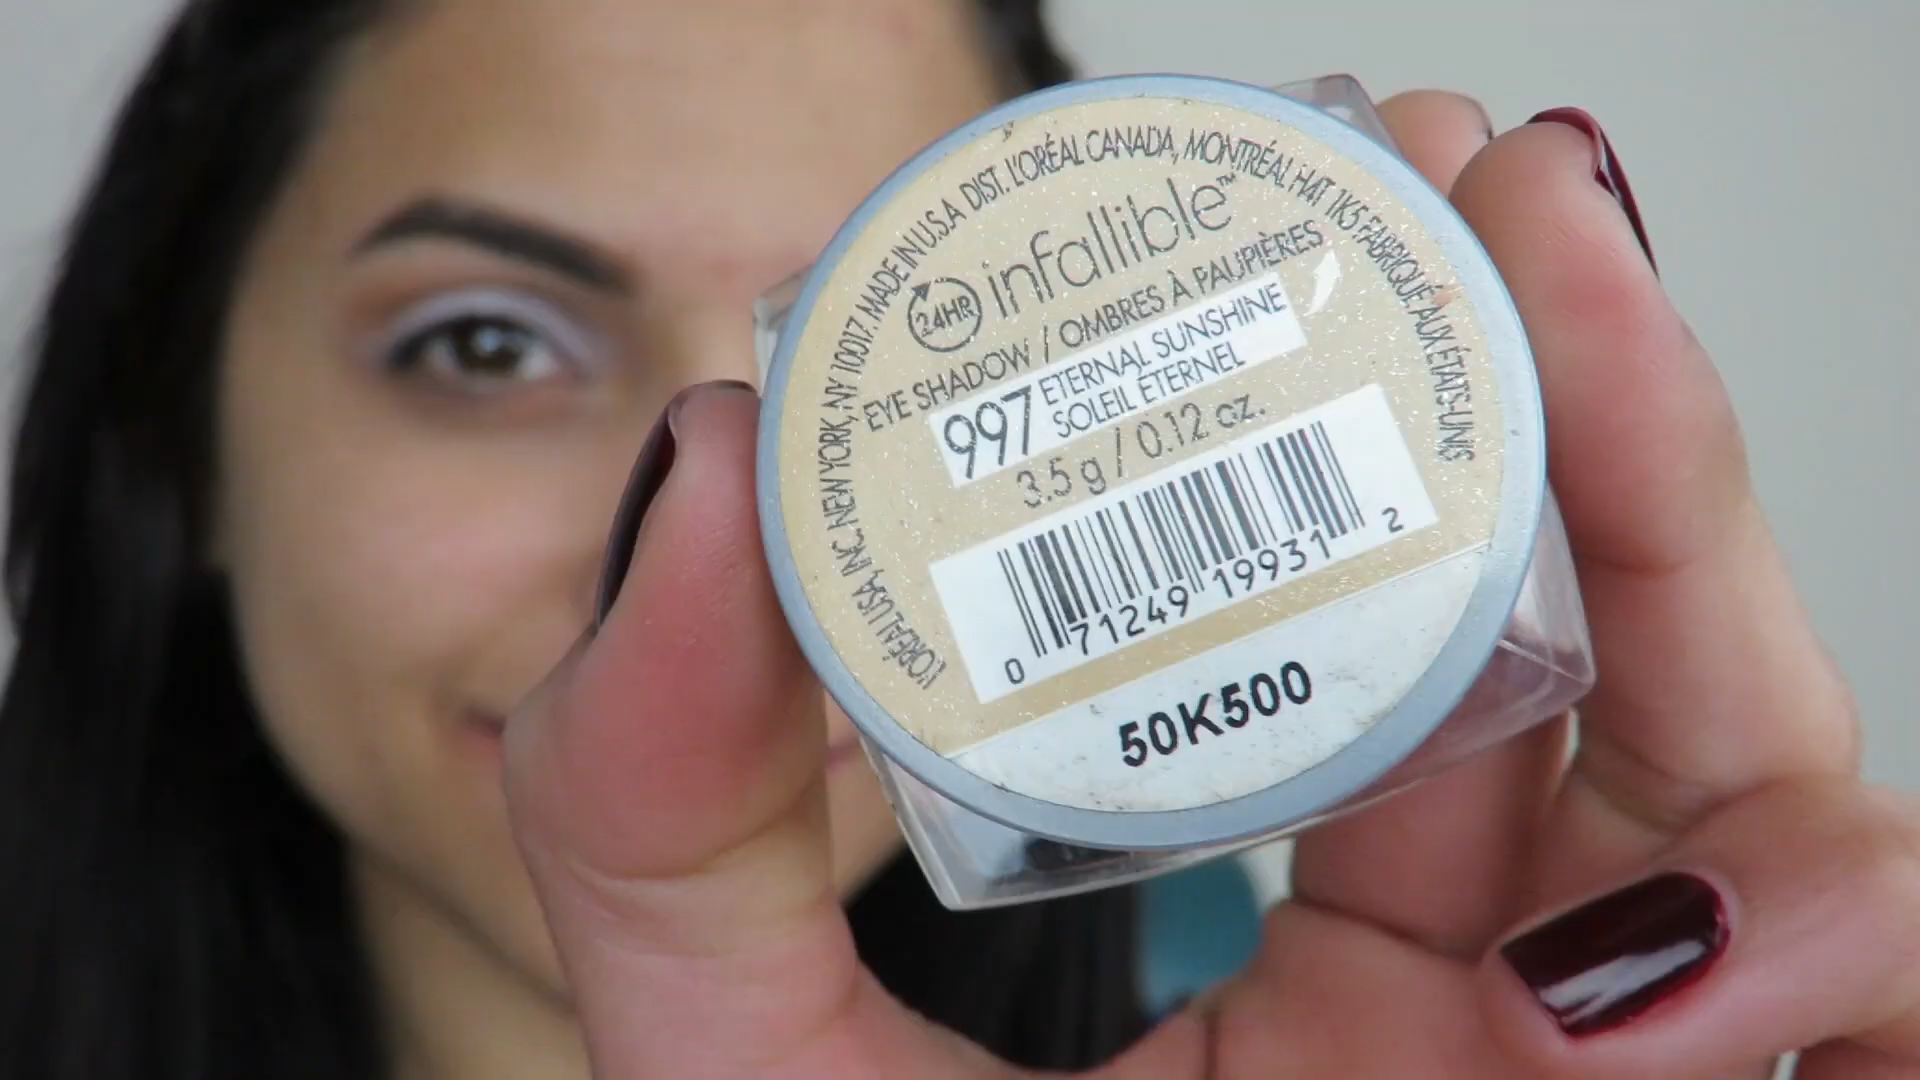 L'ORÉAL USA, INC. NEW YORK, NY 10017. MADE IN U.S.A DIST. L'ORÉAL CANADA, MONTRÉAL H4T 1K5 FABRIQUÉ AUX ÉTATS-UNIS
24HR infallible™
EYE SHADOW / OMBRES À PAUPIÈRES
997 ETERNAL SUNSHINE
SOLEIL ÉTERNEL
3.5 g / 0.12 oz.
0 71249 19931 2
50K500